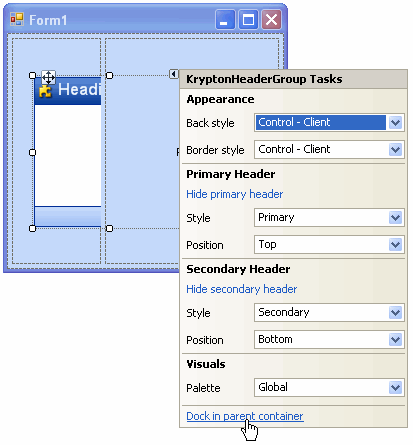 Form1
Headi
KryptonHeaderGroup Tasks
Appearance
Back style Control - Client
Border style Control - Client
Primary Header
Hide primary header
Style Primary
Position Top
Secondary Header
Hide secondary header
Style Secondary
Position Bottom
Visuals
Palette Global
Dock in parent container